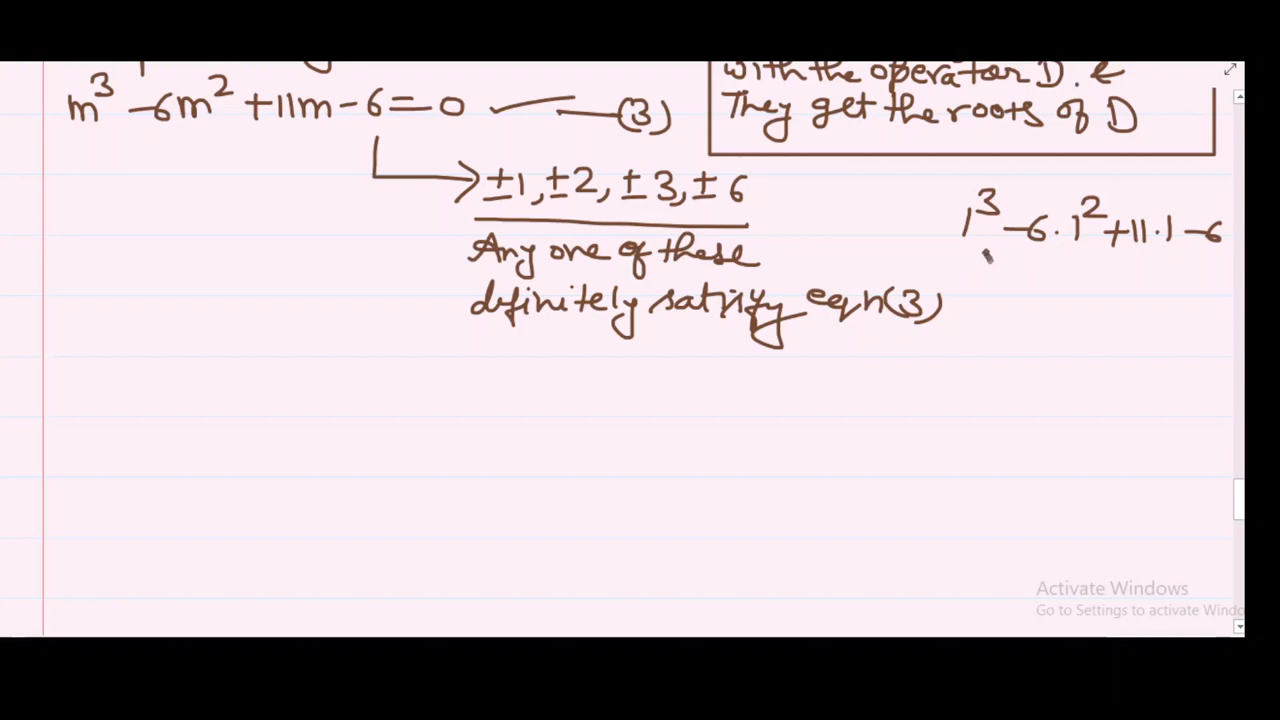 with the operator D. &
m³ - 6m² + 11m - 6 = 0 (3)
They get the roots of D
±1, ±2, ±3, ±6
1³ - 6·1² + 11·1 - 6
Any one of these
definitely satisfy eqn(3)
Activate Windows
Go to Settings to activate Windo